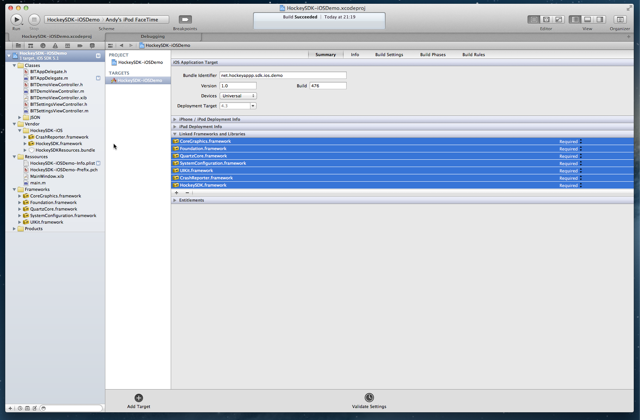 HockeySDK-iOSDemo.xcodeproj
Build Succeeded | Today at 21:19
HockeySDK-iOSDemo
Andy's iPod FaceTime
Run
Stop
Scheme
Breakpoints
Editor
View
Organizer
HockeySDK-iOSDemo.xcodeproj
Debugging
HockeySDK-iOSDemo
HockeySDK-iOSDemo
Classes
BITAppDelegate.h
BITAppDelegate.m
BITDemoViewController.h
BITDemoViewController.m
BITDemoViewController.xib
BITSettingsViewController.h
BITSettingsViewController.m
JSON
Vendor
HockeySDK-iOS
CrashReporter.framework
HockeySDK.framework
HockeySDKResources.bundle
Resources
HockeySDK-iOSDemo-Info.plist
HockeySDK-iOSDemo-Prefix.pch
MainWindow.xib
main.m
Frameworks
CoreGraphics.framework
Foundation.framework
QuartzCore.framework
SystemConfiguration.framework
UIKit.framework
Products
PROJECT
HockeySDK-iOSDemo
TARGETS
HockeySDK-iOSDemo
Summary
Info
Build Settings
Build Phases
Build Rules
iOS Application Target
Bundle Identifier
net.hockeyapp.sdk.ios.demo
Version
1.0
Build
476
Devices
Universal
Deployment Target
4.3
iPhone / iPod Deployment Info
iPad Deployment Info
Linked Frameworks and Libraries
CoreGraphics.framework
Required
Foundation.framework
Required
QuartzCore.framework
Required
SystemConfiguration.framework
Required
UIKit.framework
Required
CrashReporter.framework
Required
HockeySDK.framework
Required
Entitlements
Add Target
Validate Settings